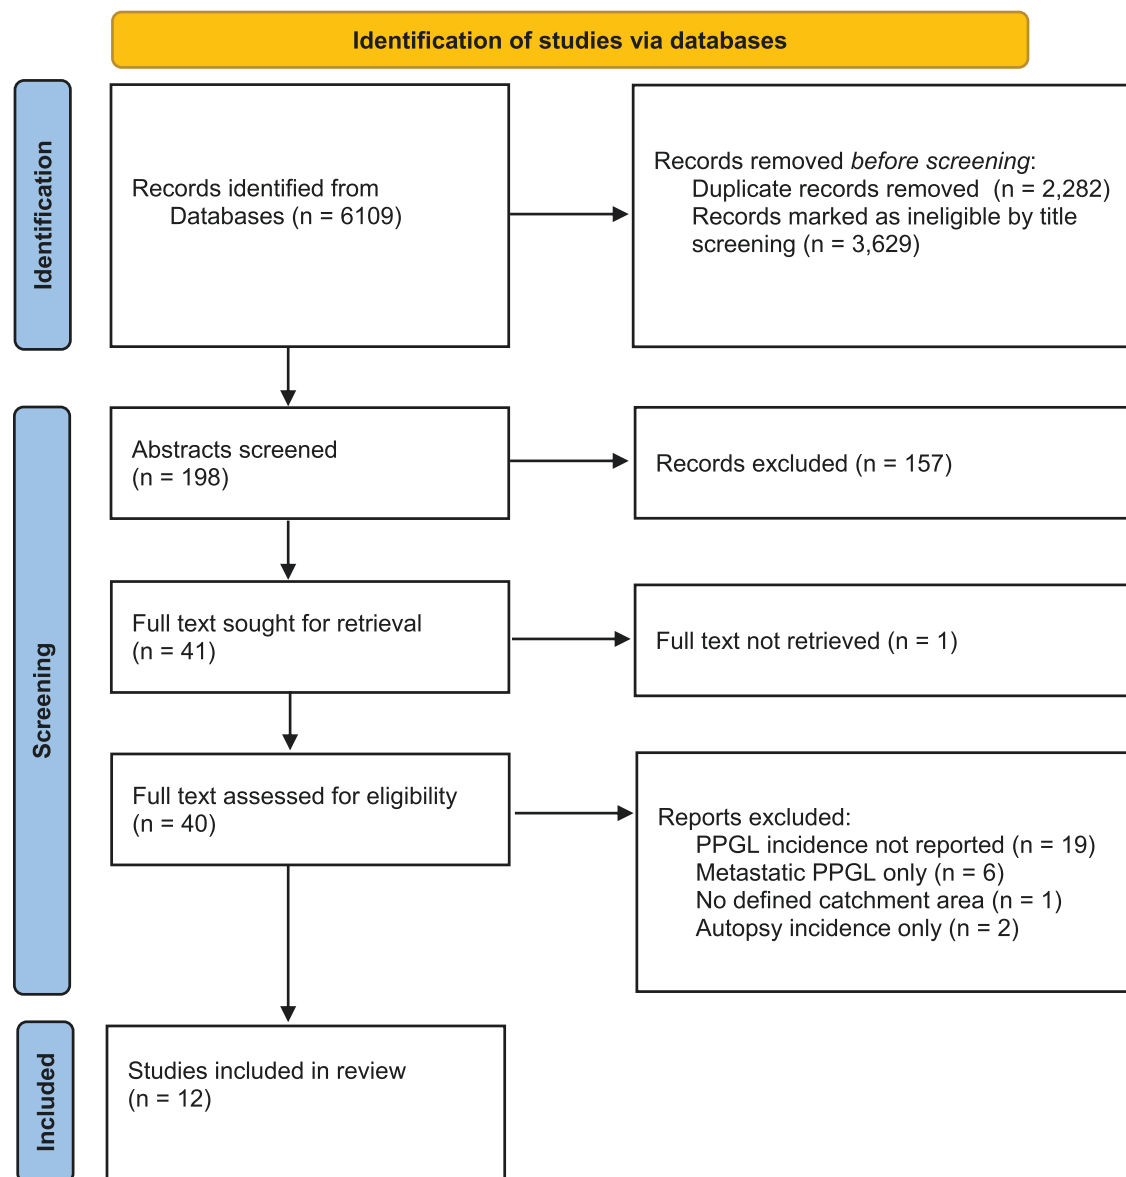 Identification of studies via databases
Identification
Records identified from
Databases (n = 6109)
Records removed before screening:
Duplicate records removed  (n = 2,282)
Records marked as ineligible by title
screening (n = 3,629)
Screening
Abstracts screened
(n = 198)
Records excluded (n = 157)
Full text sought for retrieval
(n = 41)
Full text not retrieved (n = 1)
Full text assessed for eligibility
(n = 40)
Reports excluded:
PPGL incidence not reported (n = 19)
Metastatic PPGL only (n = 6)
No defined catchment area (n = 1)
Autopsy incidence only (n = 2)
Included
Studies included in review
(n = 12)